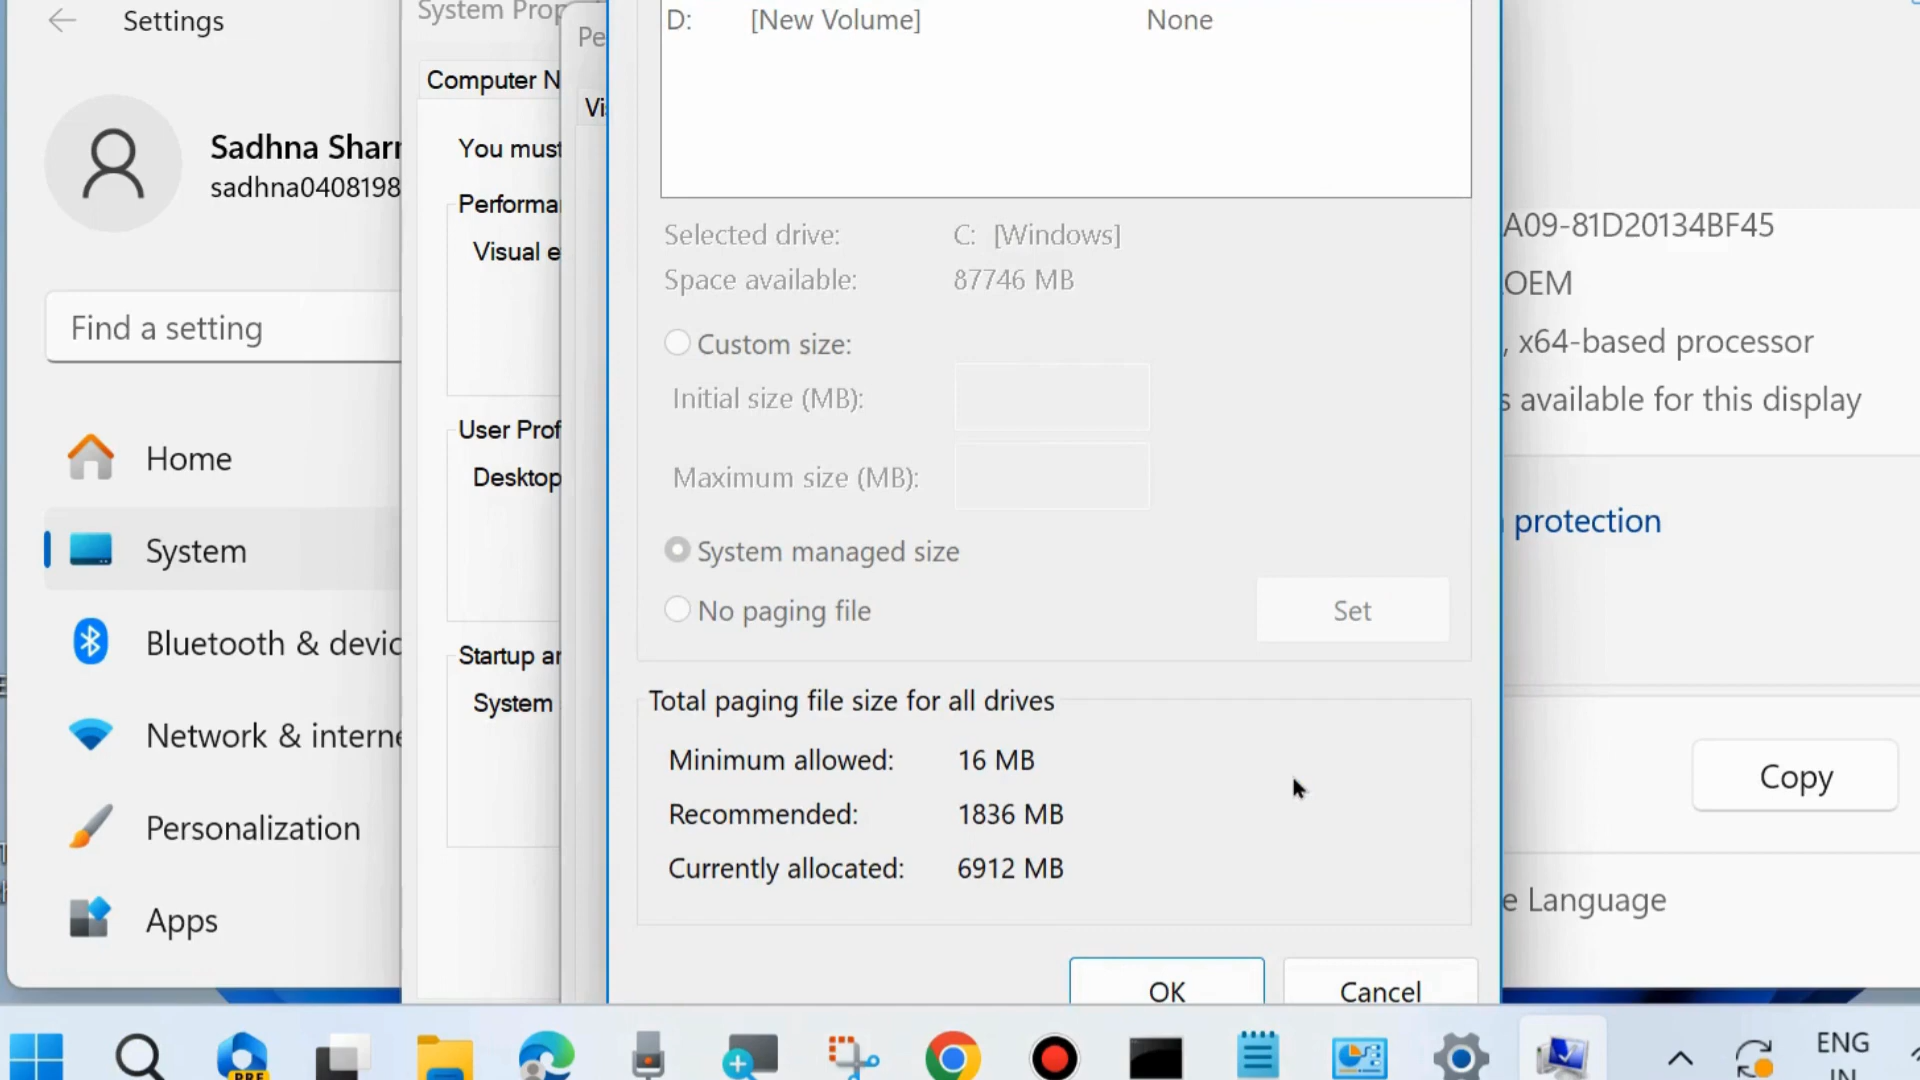 Settings
Sadhna Shar
sadhna0408198
Find a setting
Home
System
Bluetooth & devic
Network & interne
Personalization
Apps
System Prop
Computer N
You must
Performa
Visual e
User Prof
Desktop
Startup ar
System
Pe
Vi
D: [New Volume] None
Selected drive: C: [Windows]
Space available: 87746 MB
Custom size:
Initial size (MB):
Maximum size (MB):
System managed size
No paging file
Set
Total paging file size for all drives
Minimum allowed: 16 MB
Recommended: 1836 MB
Currently allocated: 6912 MB
OK Cancel
A09-81D20134BF45
OEM
, x64-based processor
s available for this display
protection
Copy
e Language
PRE
ENG
IN